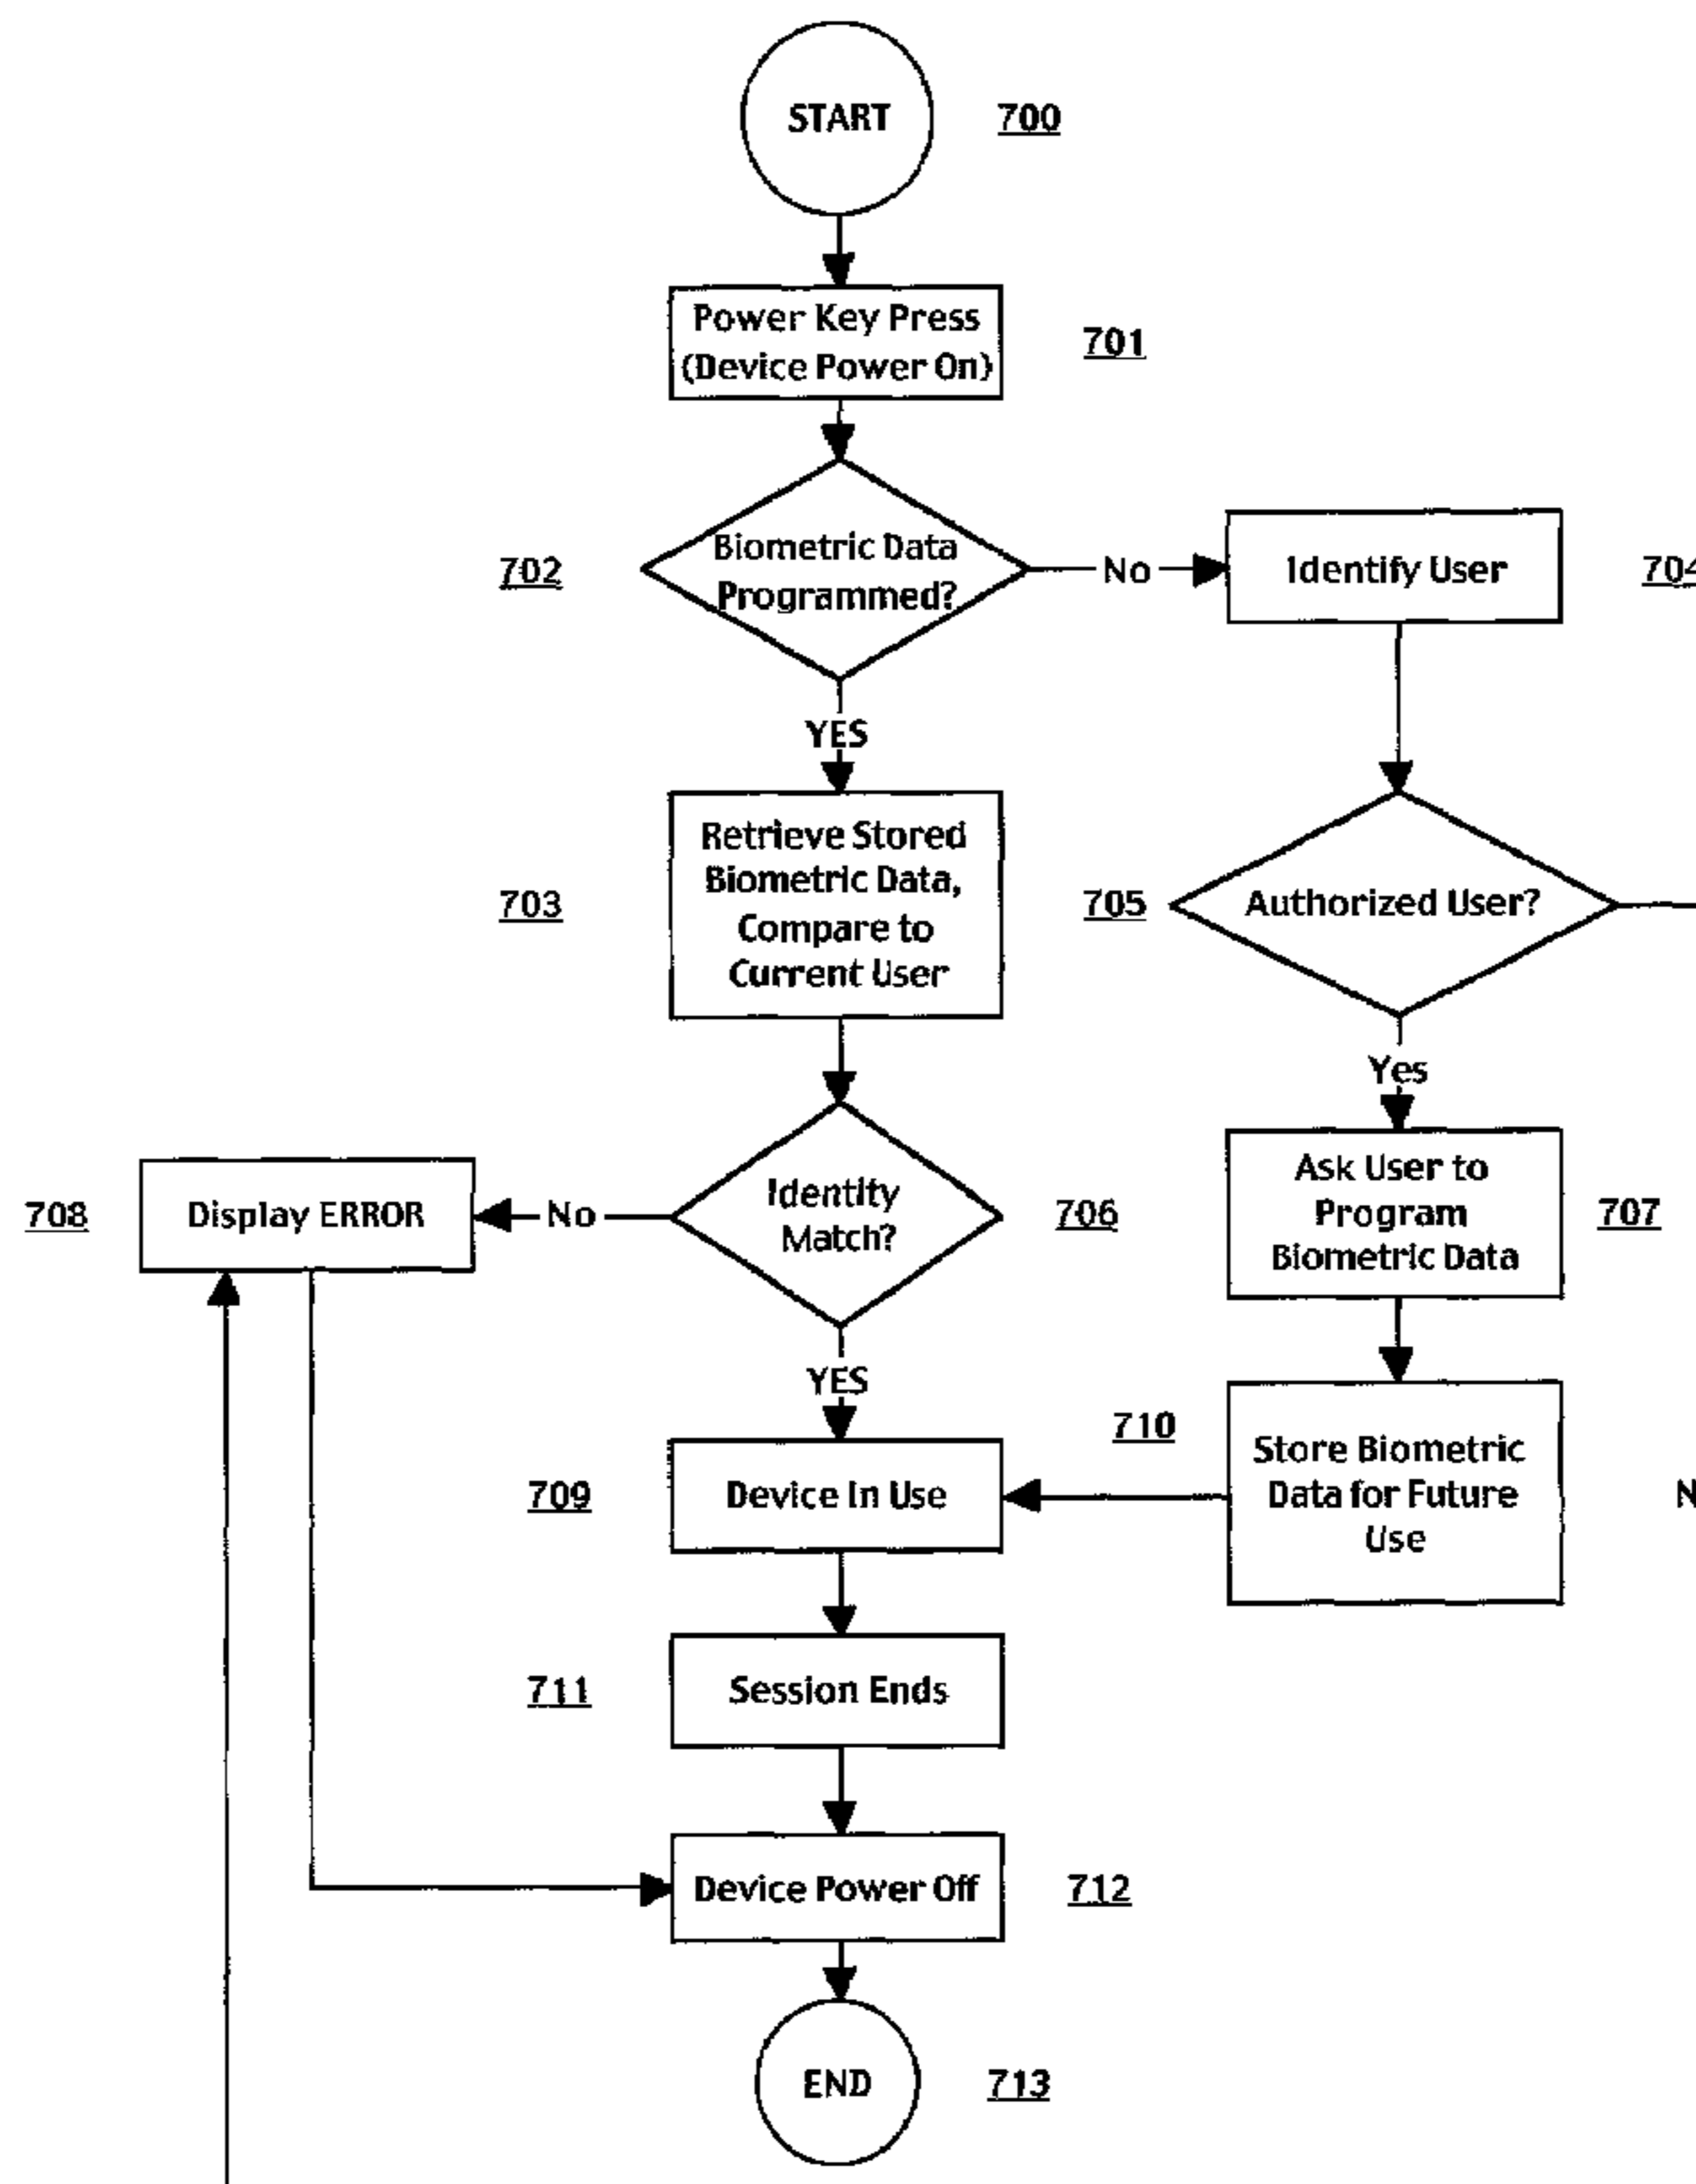 START
700
Power Key Press
(Device Power On)
701
702
Biometric Data
Programmed?
No
Identify User
704
YES
703
Retrieve Stored
Biometric Data,
Compare to
Current User
705
Authorized User?
Yes
708
Display ERROR
No
Identity
Match?
706
Ask User to
Program
Biometric Data
707
YES
709
Device In Use
710
Store Biometric
Data for Future
Use
711
Session Ends
Device Power Off
712
END
713